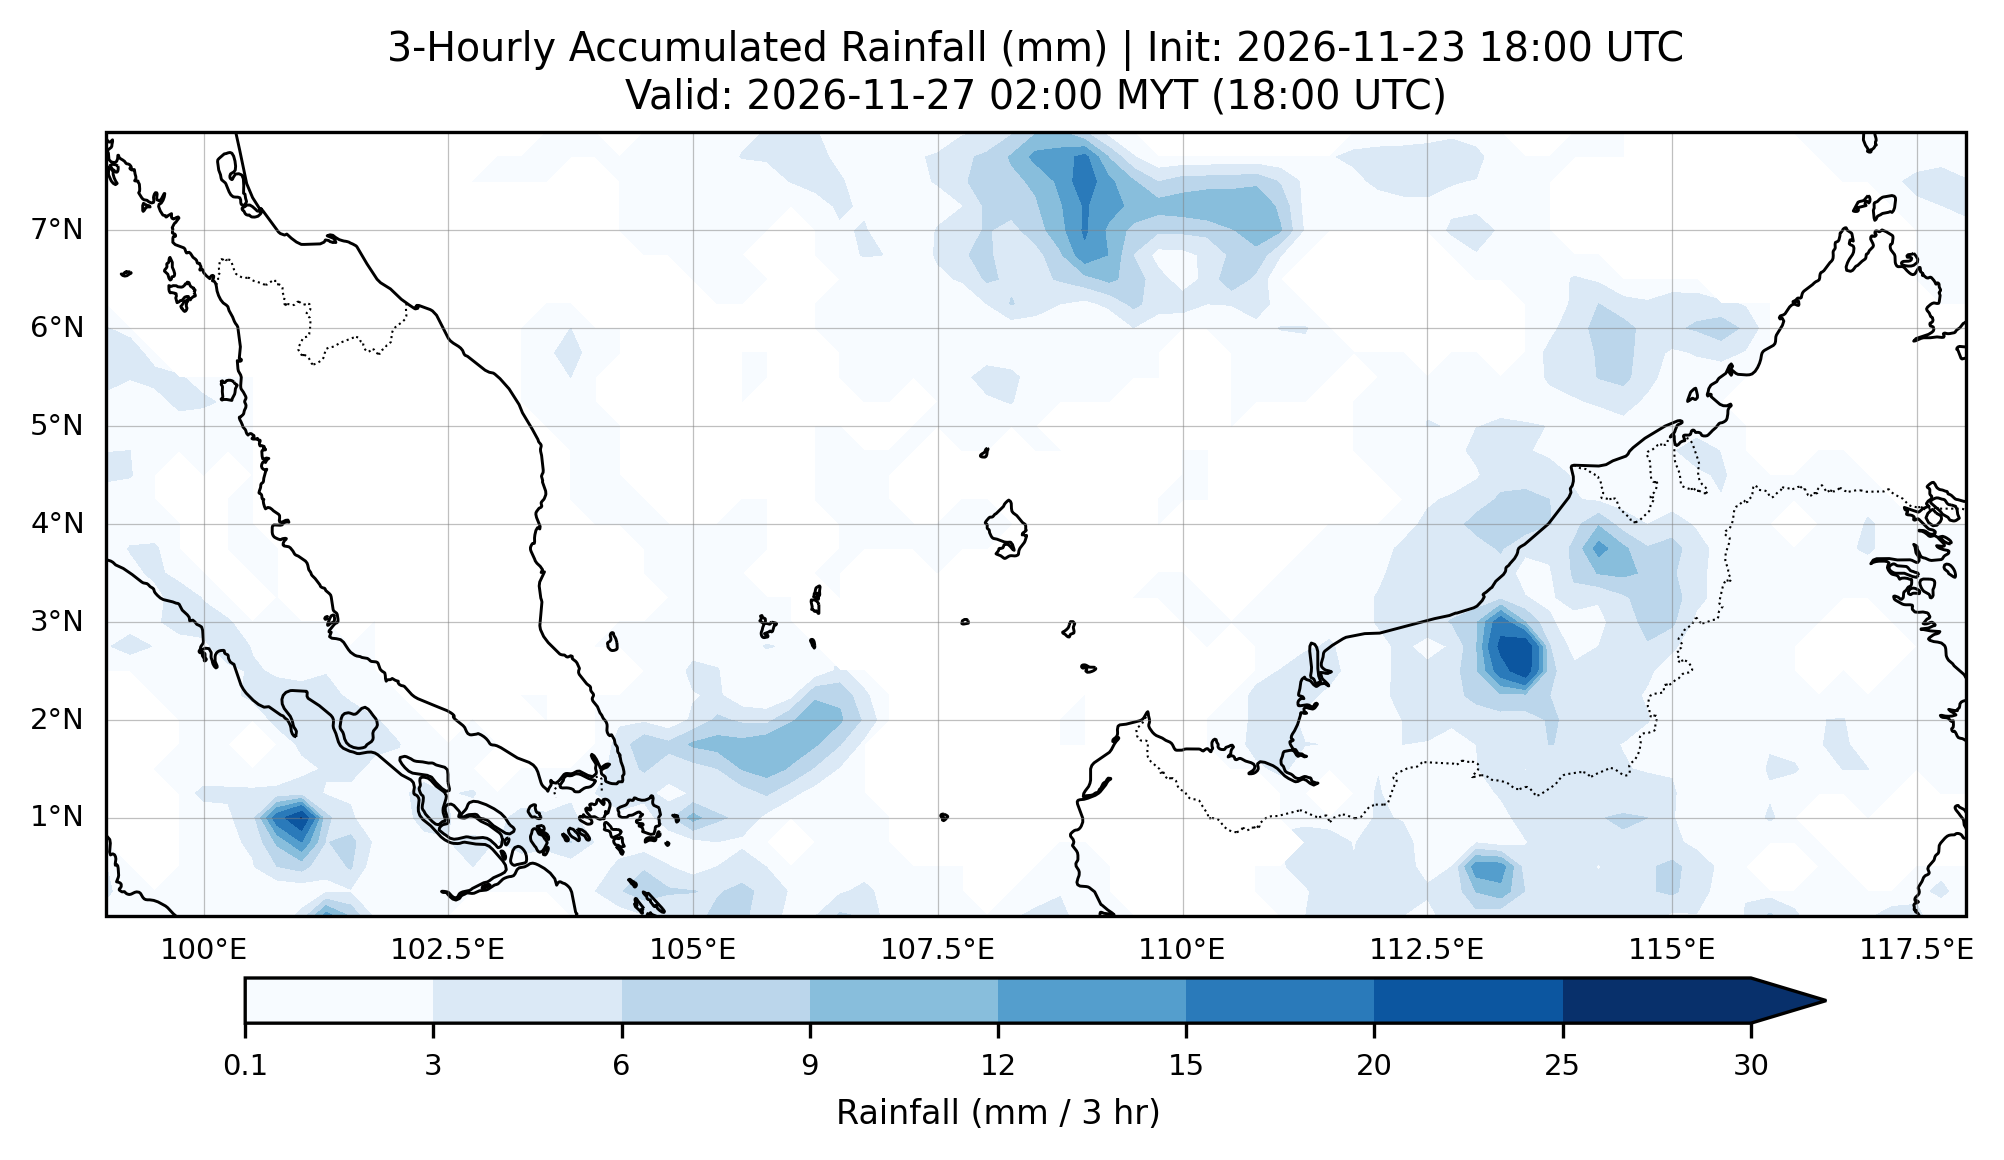 3-Hourly Accumulated Rainfall (mm) | Init: 2026-11-23 18:00 UTC
Valid: 2026-11-27 02:00 MYT (18:00 UTC)
7°N
6°N
5°N
4°N
3°N
2°N
1°N
100°E 102.5°E 105°E 107.5°E 110°E 112.5°E 115°E 117.5°E
0.1 3 6 9 12 15 20 25 30
Rainfall (mm / 3 hr)